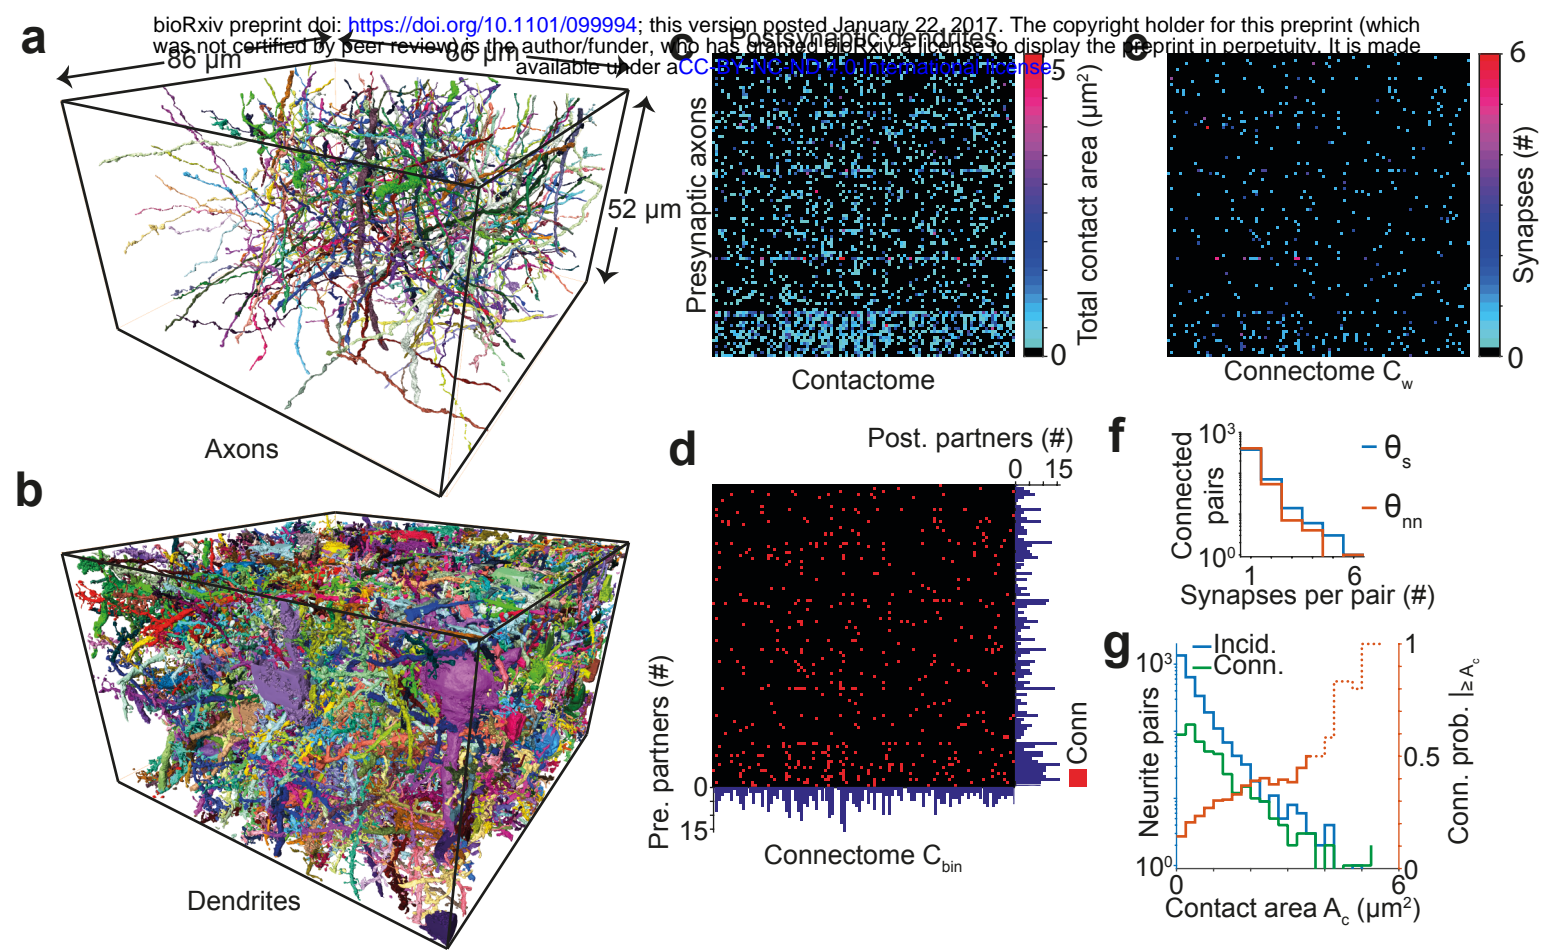 bioRxiv preprint doi: https://doi.org/10.1101/099994; this version posted January 22, 2017. The copyright holder for this preprint (which
was not certified by peer review) is the author/funder, who has granted bioRxiv a license to display the preprint in perpetuity. It is made
available under aCC-BY-NC-ND 4.0 International license.
a
86 µm
86 µm
52 µm
Axons
b
Dendrites
c
Postsynaptic dendrites
Presynaptic axons
5
0
Total contact area (µm²)
Contactome
e
6
0
Synapses (#)
Connectome C_w
d
Post. partners (#)
0 15
Pre. partners (#)
0
15
Conn
Connectome C_bin
f
Connected
pairs
10³
10⁰
1 6
Synapses per pair (#)
θ_s
θ_nn
g
Incid.
Conn.
Neurite pairs
10³
10⁰
0 6
Contact area A_c (µm²)
1
0.5
0
Conn. prob. |≥ A_c